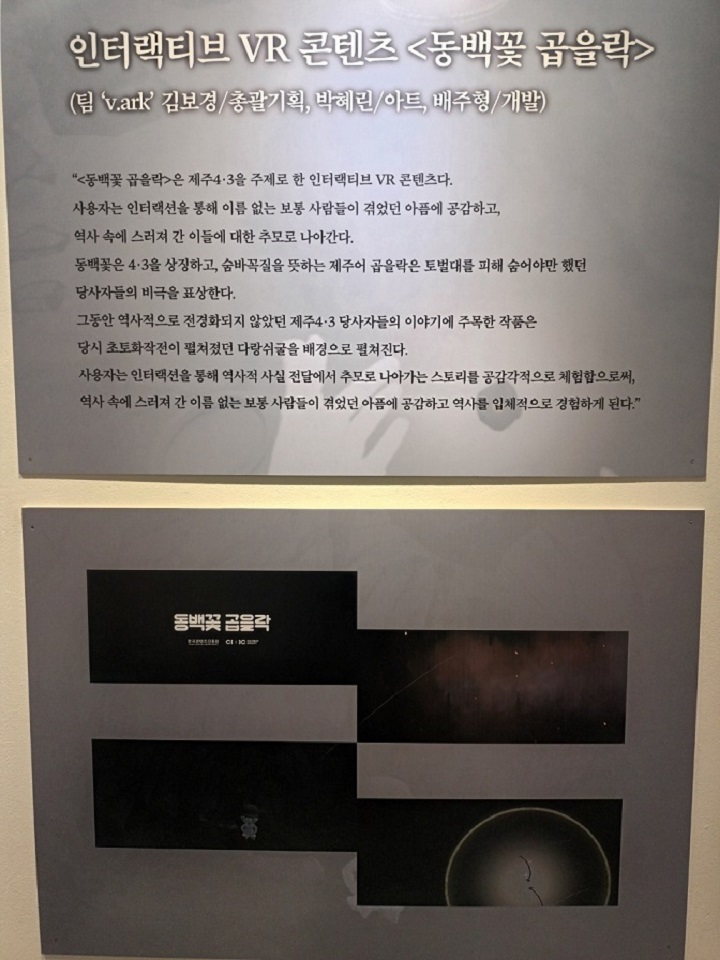 인터랙티브 VR 콘텐츠 <동백꽃 곱을락>
(팀 ‘v.ark’ 김보경/총괄기획, 박혜린/아트, 배주형/개발)
“<동백꽃 곱을락>은 제주4·3을 주제로 한 인터랙티브 VR 콘텐츠다.
사용자는 인터랙션을 통해 이름 없는 보통 사람들이 겪었던 아픔에 공감하고,
역사 속에 스러져 간 이들에 대한 추모로 나아간다.
동백꽃은 4·3을 상징하고, 숨바꼭질을 뜻하는 제주어 곱을락은 토벌대를 피해 숨어야만 했던
당사자들의 비극을 표상한다.
그동안 역사적으로 전경화되지 않았던 제주4·3 당사자들의 이야기에 주목한 작품은
당시 초토화작전이 펼쳐졌던 다랑쉬굴을 배경으로 펼쳐진다.
사용자는 인터랙션을 통해 역사적 사실 전달에서 추모로 나아가는 스토리를 공감각적으로 체험함으로써,
역사 속에 스러져 간 이름 없는 보통 사람들이 겪었던 아픔에 공감하고 역사를 입체적으로 경험하게 된다.”
동백꽃 곱을락